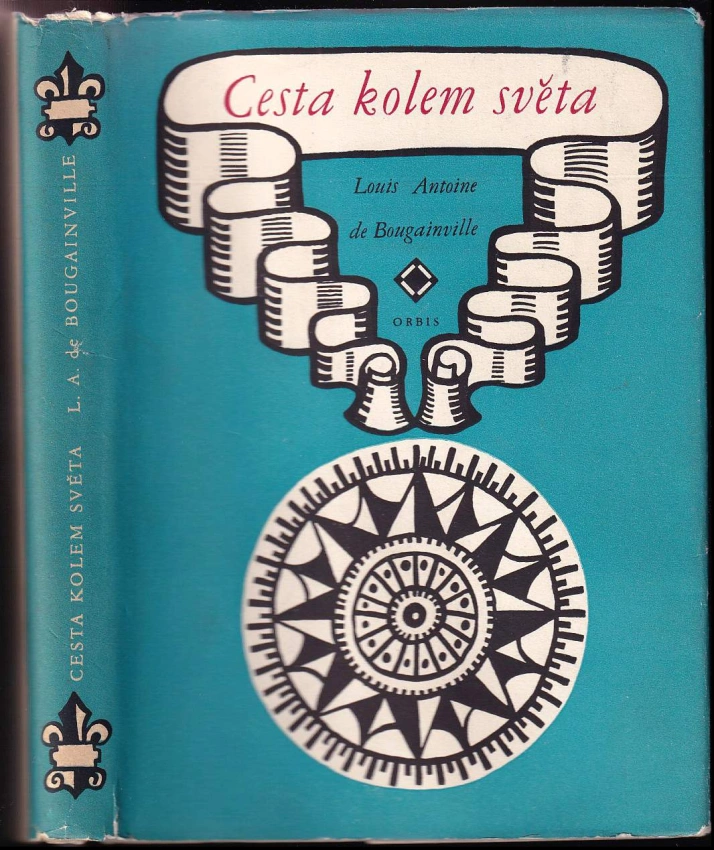 Cesta kolem světa
Louis Antoine
de Bougainville
ORBIS
CESTA KOLEM SVĚTA L. A. de BOUGAINVILLE